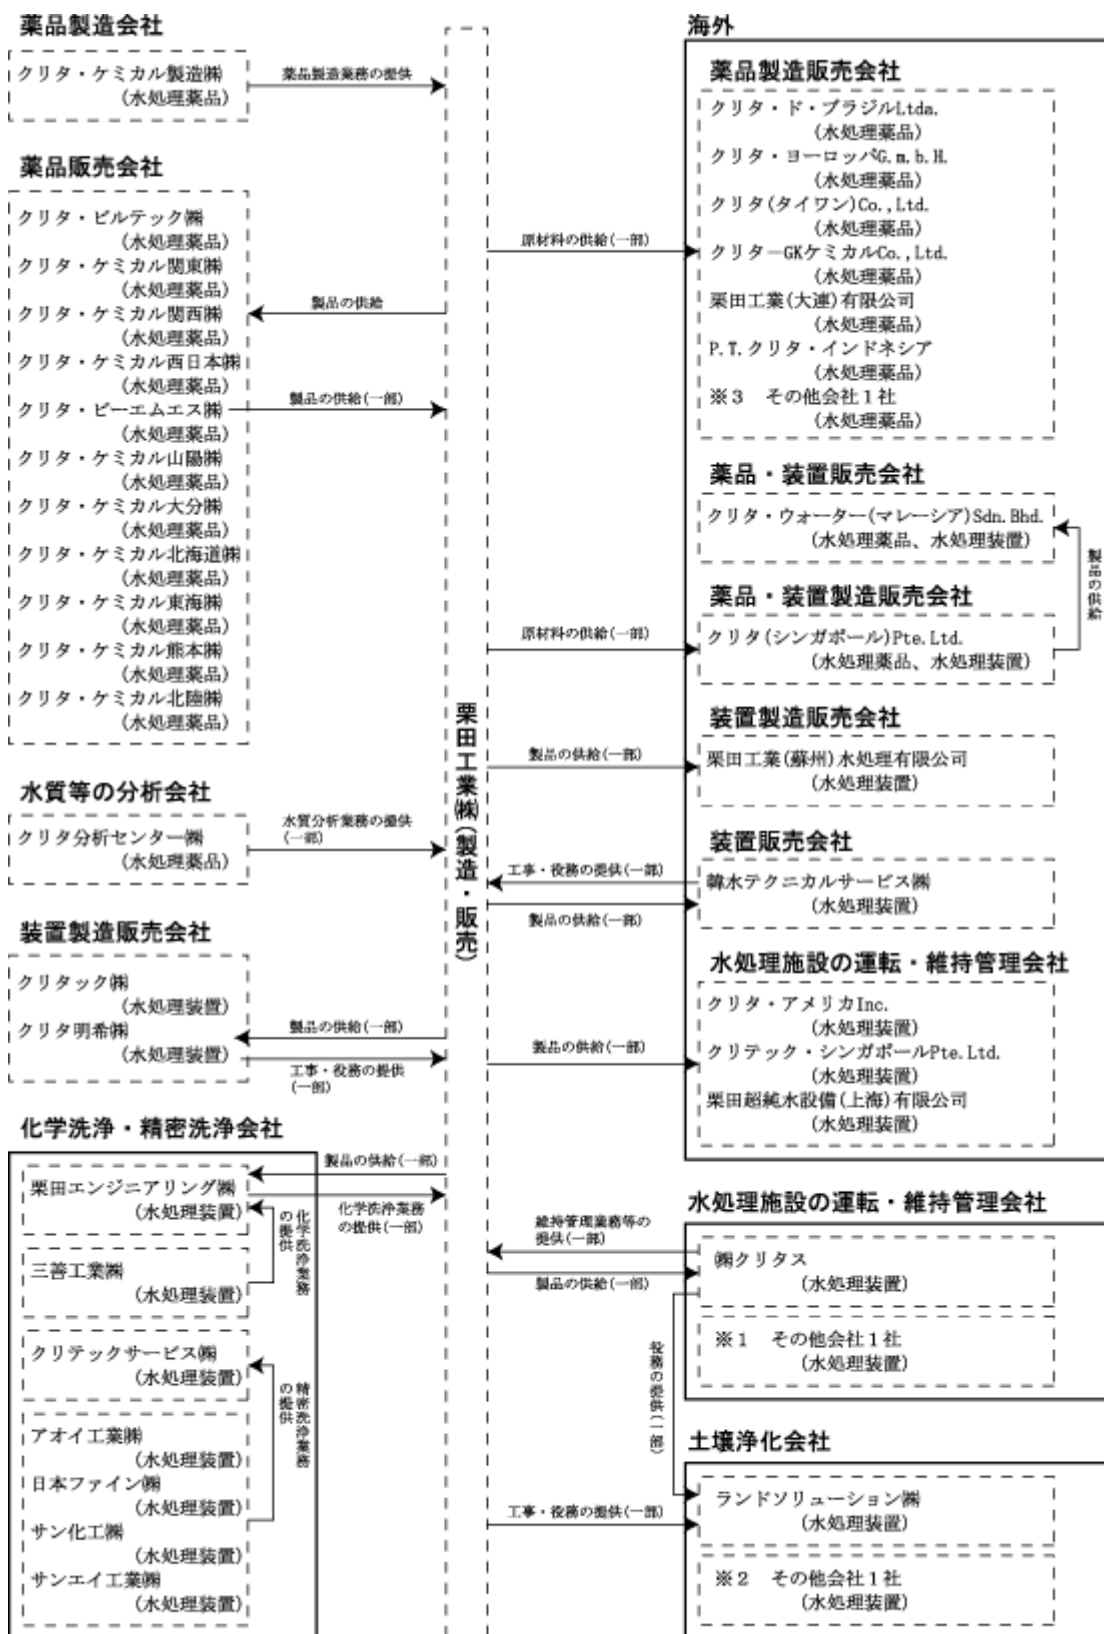 薬品製造会社
クリタ・ケミカル製造㈱
(水処理薬品)
薬品製造業務の提供
薬品販売会社
クリタ・ビルテック㈱
(水処理薬品)
クリタ・ケミカル関東㈱
(水処理薬品)
クリタ・ケミカル関西㈱
(水処理薬品)
クリタ・ケミカル西日本㈱
(水処理薬品)
クリタ・ビーエムエス㈱
(水処理薬品)
クリタ・ケミカル山陽㈱
(水処理薬品)
クリタ・ケミカル大分㈱
(水処理薬品)
クリタ・ケミカル北海道㈱
(水処理薬品)
クリタ・ケミカル東海㈱
(水処理薬品)
クリタ・ケミカル熊本㈱
(水処理薬品)
クリタ・ケミカル北陸㈱
(水処理薬品)
製品の供給
製品の供給(一部)
水質等の分析会社
クリタ分析センター㈱
(水処理薬品)
水質分析業務の提供
(一部)
装置製造販売会社
クリタック㈱
(水処理装置)
クリタ明希㈱
(水処理装置)
製品の供給(一部)
工事・役務の提供
(一部)
化学洗浄・精密洗浄会社
栗田エンジニアリング㈱
(水処理装置)
三善工業㈱
(水処理装置)
クリテックサービス㈱
(水処理装置)
アオイ工業㈱
(水処理装置)
日本ファイン㈱
(水処理装置)
サン化工㈱
(水処理装置)
サンエイ工業㈱
(水処理装置)
製品の供給(一部)
化学洗浄業務
の提供(一部)
化学洗浄業務
の提供
精密洗浄業務
の提供
栗田工業㈱(製造・販売)
海外
薬品製造販売会社
クリタ・ド・ブラジルLtda.
(水処理薬品)
クリタ・ヨーロッパG.m.b.H.
(水処理薬品)
クリタ(タイワン)Co.,Ltd.
(水処理薬品)
クリターGKケミカルCo.,Ltd.
(水処理薬品)
栗田工業(大連)有限公司
(水処理薬品)
P.T.クリタ・インドネシア
(水処理薬品)
※3 その他会社1社
(水処理薬品)
原材料の供給(一部)
薬品・装置販売会社
クリタ・ウォーター(マレーシア)Sdn.Bhd.
(水処理薬品、水処理装置)
製品の供給
薬品・装置製造販売会社
クリタ(シンガポール)Pte.Ltd.
(水処理薬品、水処理装置)
原材料の供給(一部)
装置製造販売会社
栗田工業(蘇州)水処理有限公司
(水処理装置)
製品の供給(一部)
装置販売会社
韓水テクニカルサービス㈱
(水処理装置)
工事・役務の提供(一部)
製品の供給(一部)
水処理施設の運転・維持管理会社
クリタ・アメリカInc.
(水処理装置)
クリテック・シンガポールPte.Ltd.
(水処理装置)
栗田超純水設備(上海)有限公司
(水処理装置)
製品の供給(一部)
水処理施設の運転・維持管理会社
㈱クリタス
(水処理装置)
※1 その他会社1社
(水処理装置)
維持管理業務等の
提供(一部)
製品の供給(一部)
役務の提供(一部)
土壌浄化会社
ランドソリューション㈱
(水処理装置)
※2 その他会社1社
(水処理装置)
工事・役務の提供(一部)